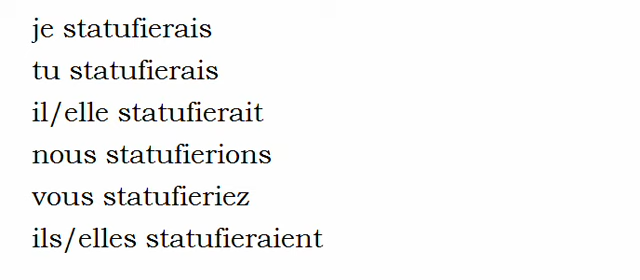 je statufierais
tu statufierais
il/elle statufierait
nous statufierions
vous statufieriez
ils/elles statufieraient